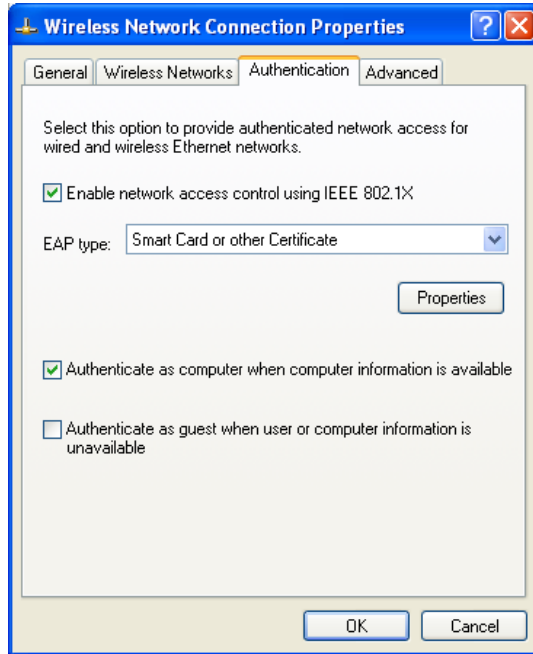 Wireless Network Connection Properties
General Wireless Networks Authentication Advanced
Select this option to provide authenticated network access for
wired and wireless Ethernet networks.
Enable network access control using IEEE 802.1X
EAP type: Smart Card or other Certificate
Properties
Authenticate as computer when computer information is available
Authenticate as guest when user or computer information is
unavailable
OK Cancel